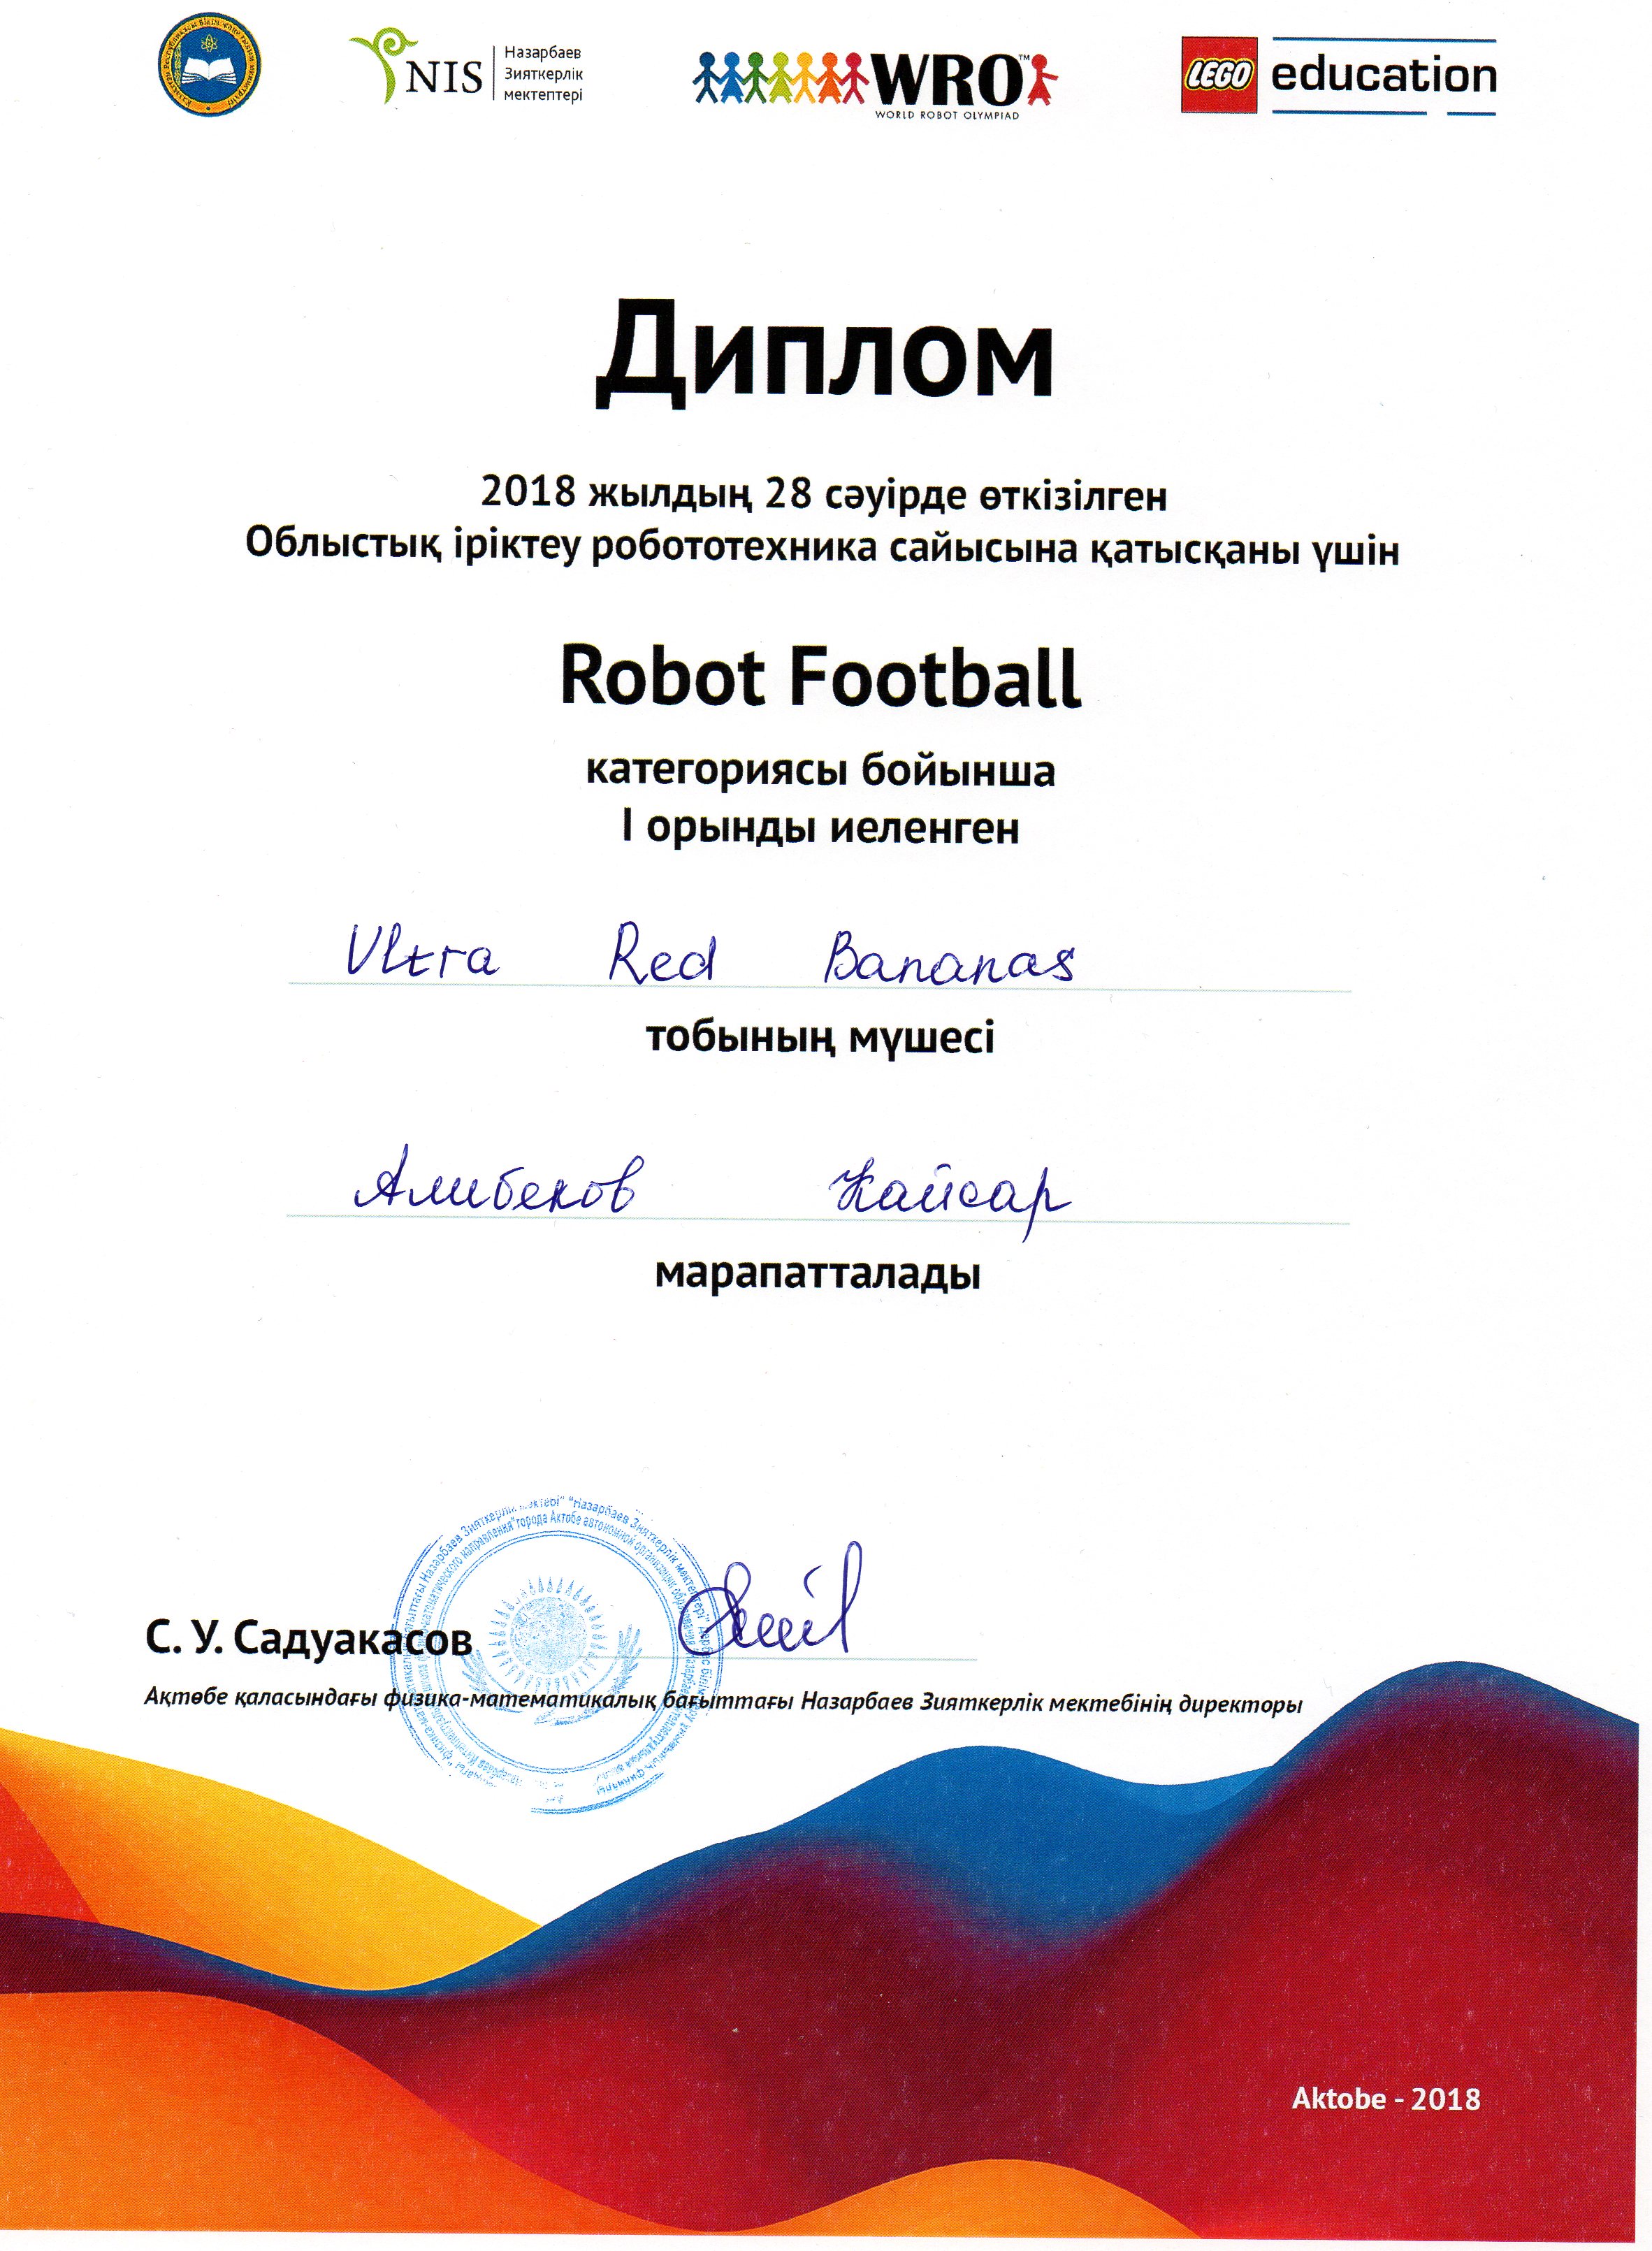 NIS
Назарбаев
Зияткерлік
мектептері
WRO™
WORLD ROBOT OLYMPIAD
LEGO education
Диплом
2018 жылдың 28 сәуірде өткізілген
Облыстық іріктеу робототехника сайысына қатысқаны үшін
Robot Football
категориясы бойынша
I орынды иеленген
Ultra Red Bananas
тобының мүшесі
Алибеков Кайсар
марапатталады
С. У. Садуакасов
Ақтөбе қаласындағы физика-математикалық бағыттағы Назарбаев Зияткерлік мектебінің директоры
Aktobe - 2018